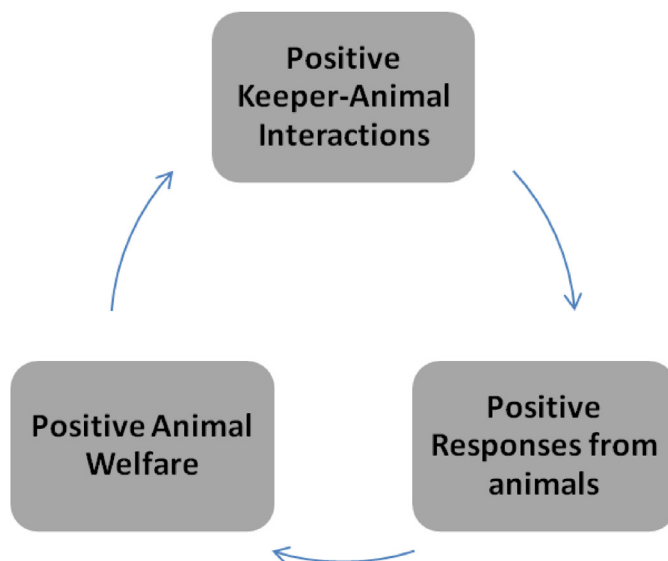 Positive
Keeper-Animal
Interactions
Positive
Responses from
animals
Positive Animal
Welfare